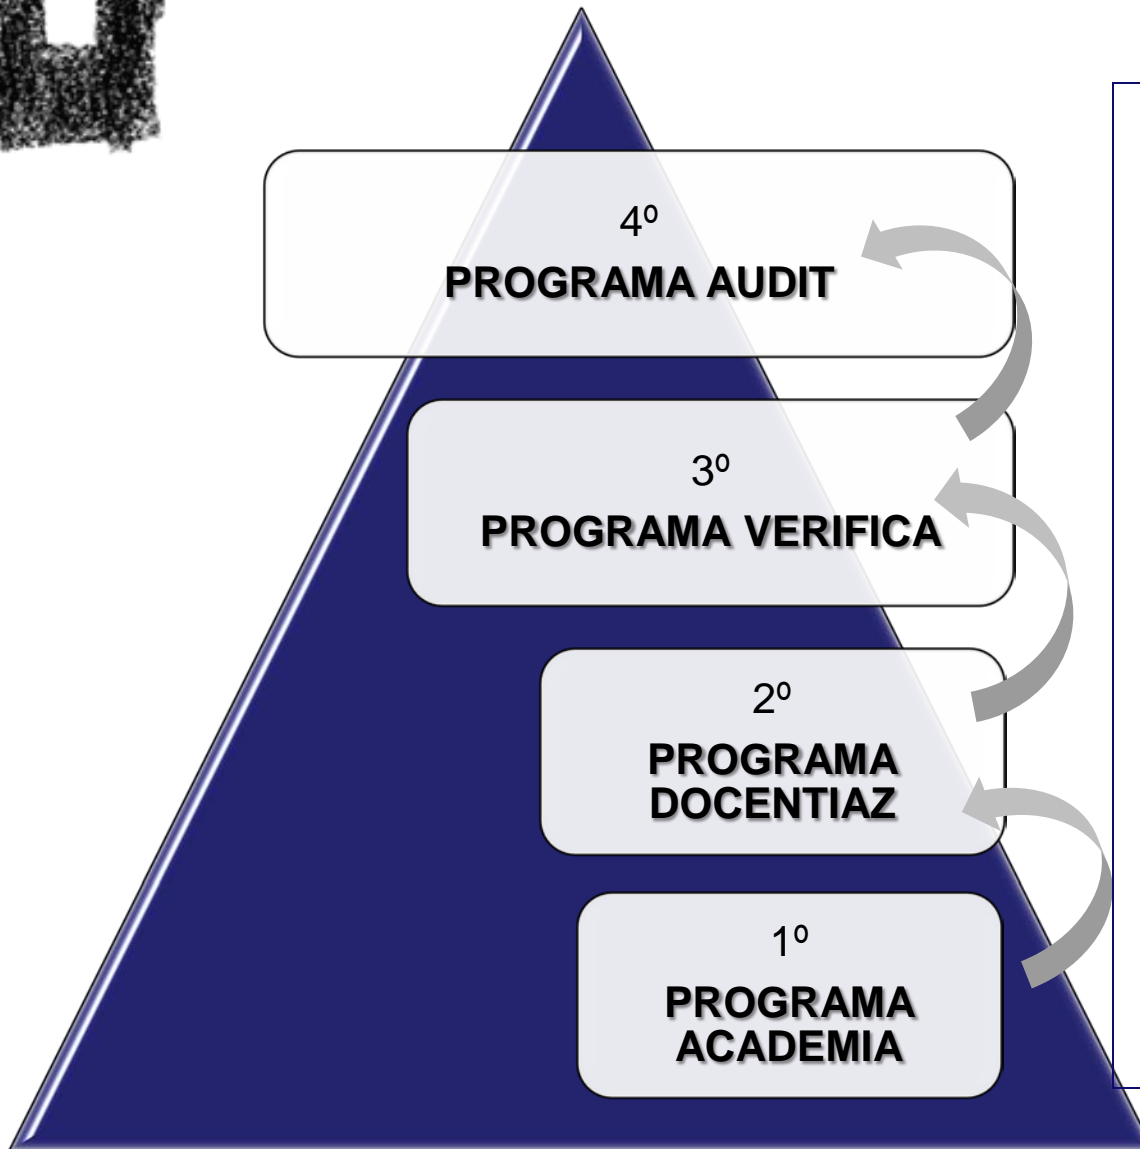 4º
PROGRAMA AUDIT
3º
PROGRAMA VERIFICA
2º
PROGRAMA
DOCENTIAZ
1º
PROGRAMA
ACADEMIA